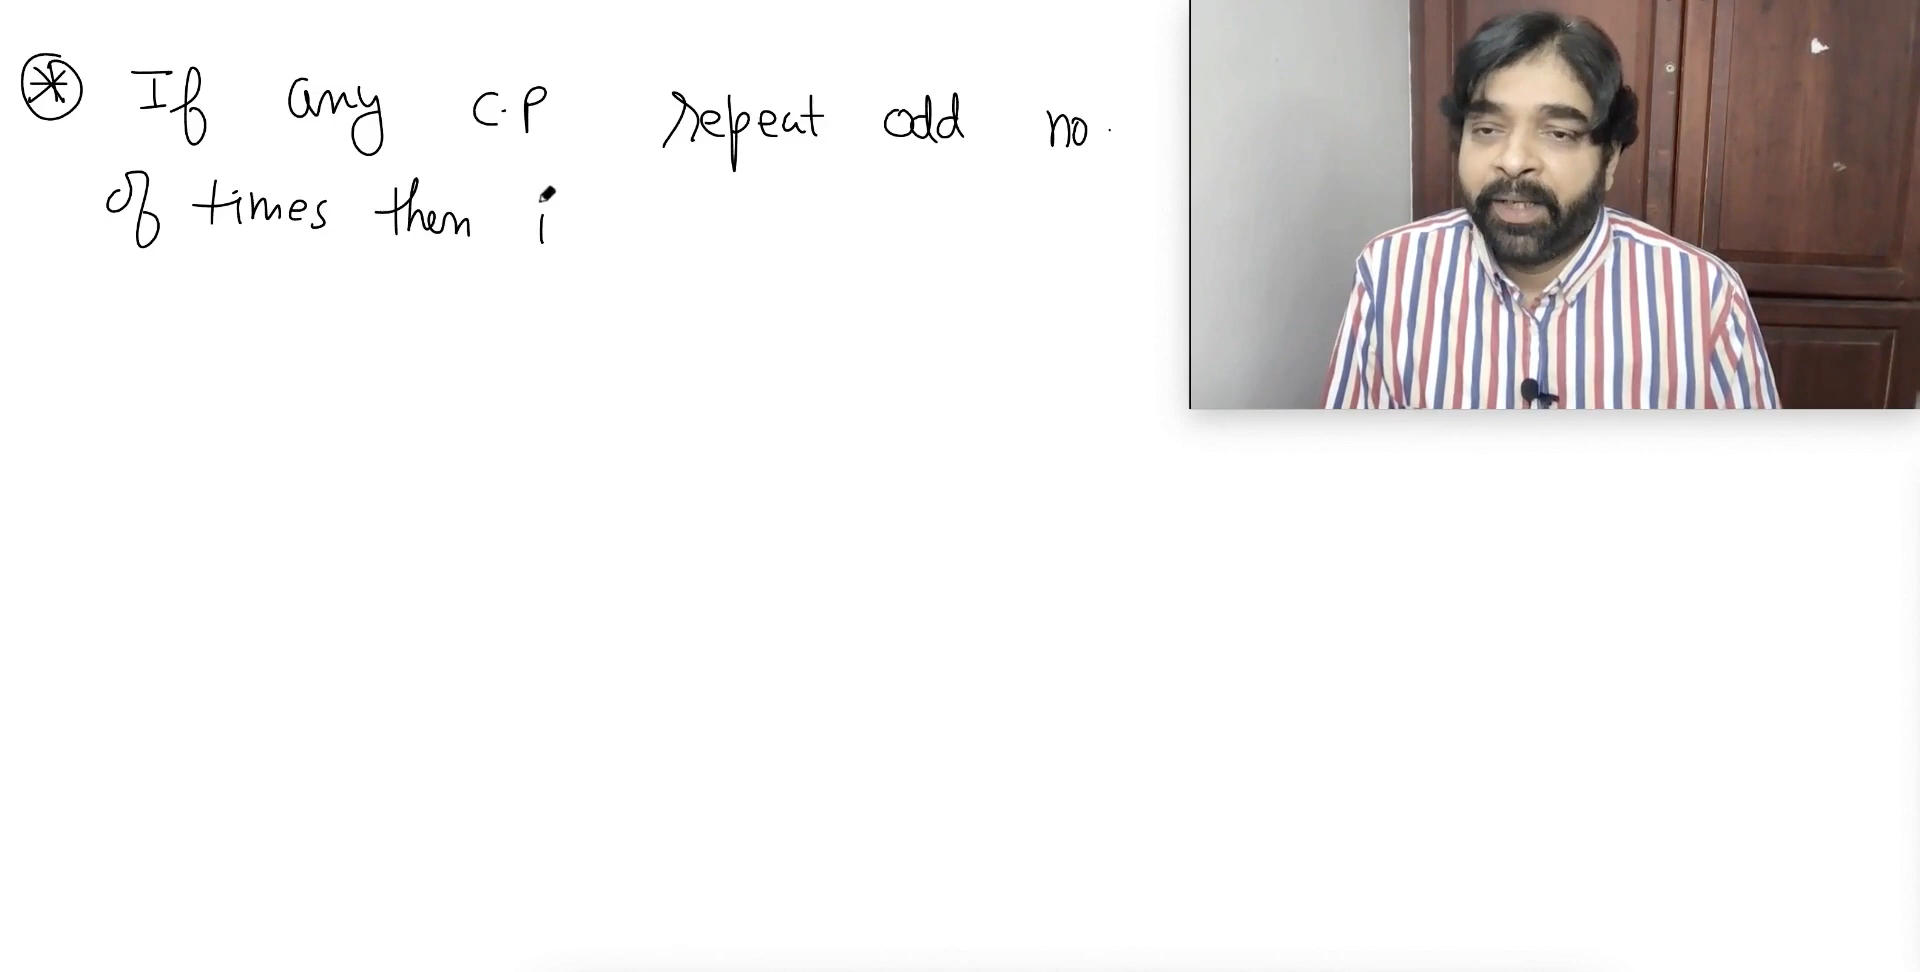 If any C.P repeat odd no.
of times then i